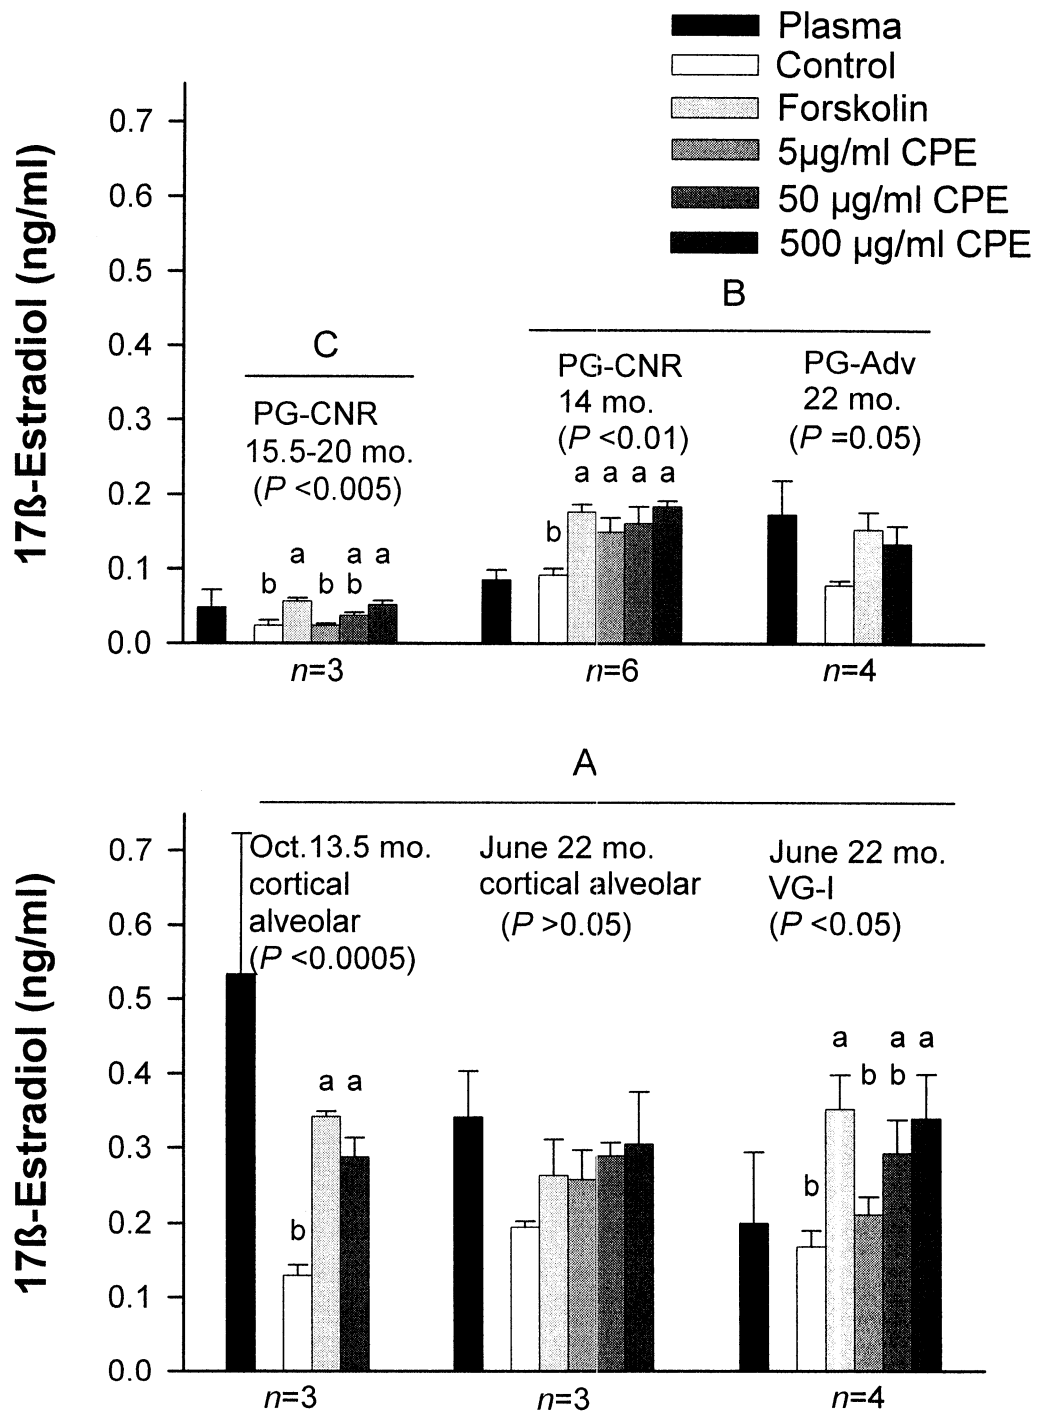 Plasma
Control
Forskolin
5µg/ml CPE
50 µg/ml CPE
500 µg/ml CPE
17ß-Estradiol (ng/ml)
0.7
0.6
0.5
0.4
0.3
0.2
0.1
0.0
C
PG-CNR
15.5-20 mo.
(P <0.005)
B
PG-CNR
14 mo.
(P <0.01)
PG-Adv
22 mo.
(P =0.05)
b a b a b a
b a a a a
n=3 n=6 n=4
A
17ß-Estradiol (ng/ml)
0.7
0.6
0.5
0.4
0.3
0.2
0.1
0.0
Oct.13.5 mo.
cortical
alveolar
(P <0.0005)
June 22 mo.
cortical alveolar
(P >0.05)
June 22 mo.
VG-I
(P <0.05)
b a a
b a b a b a
n=3 n=3 n=4